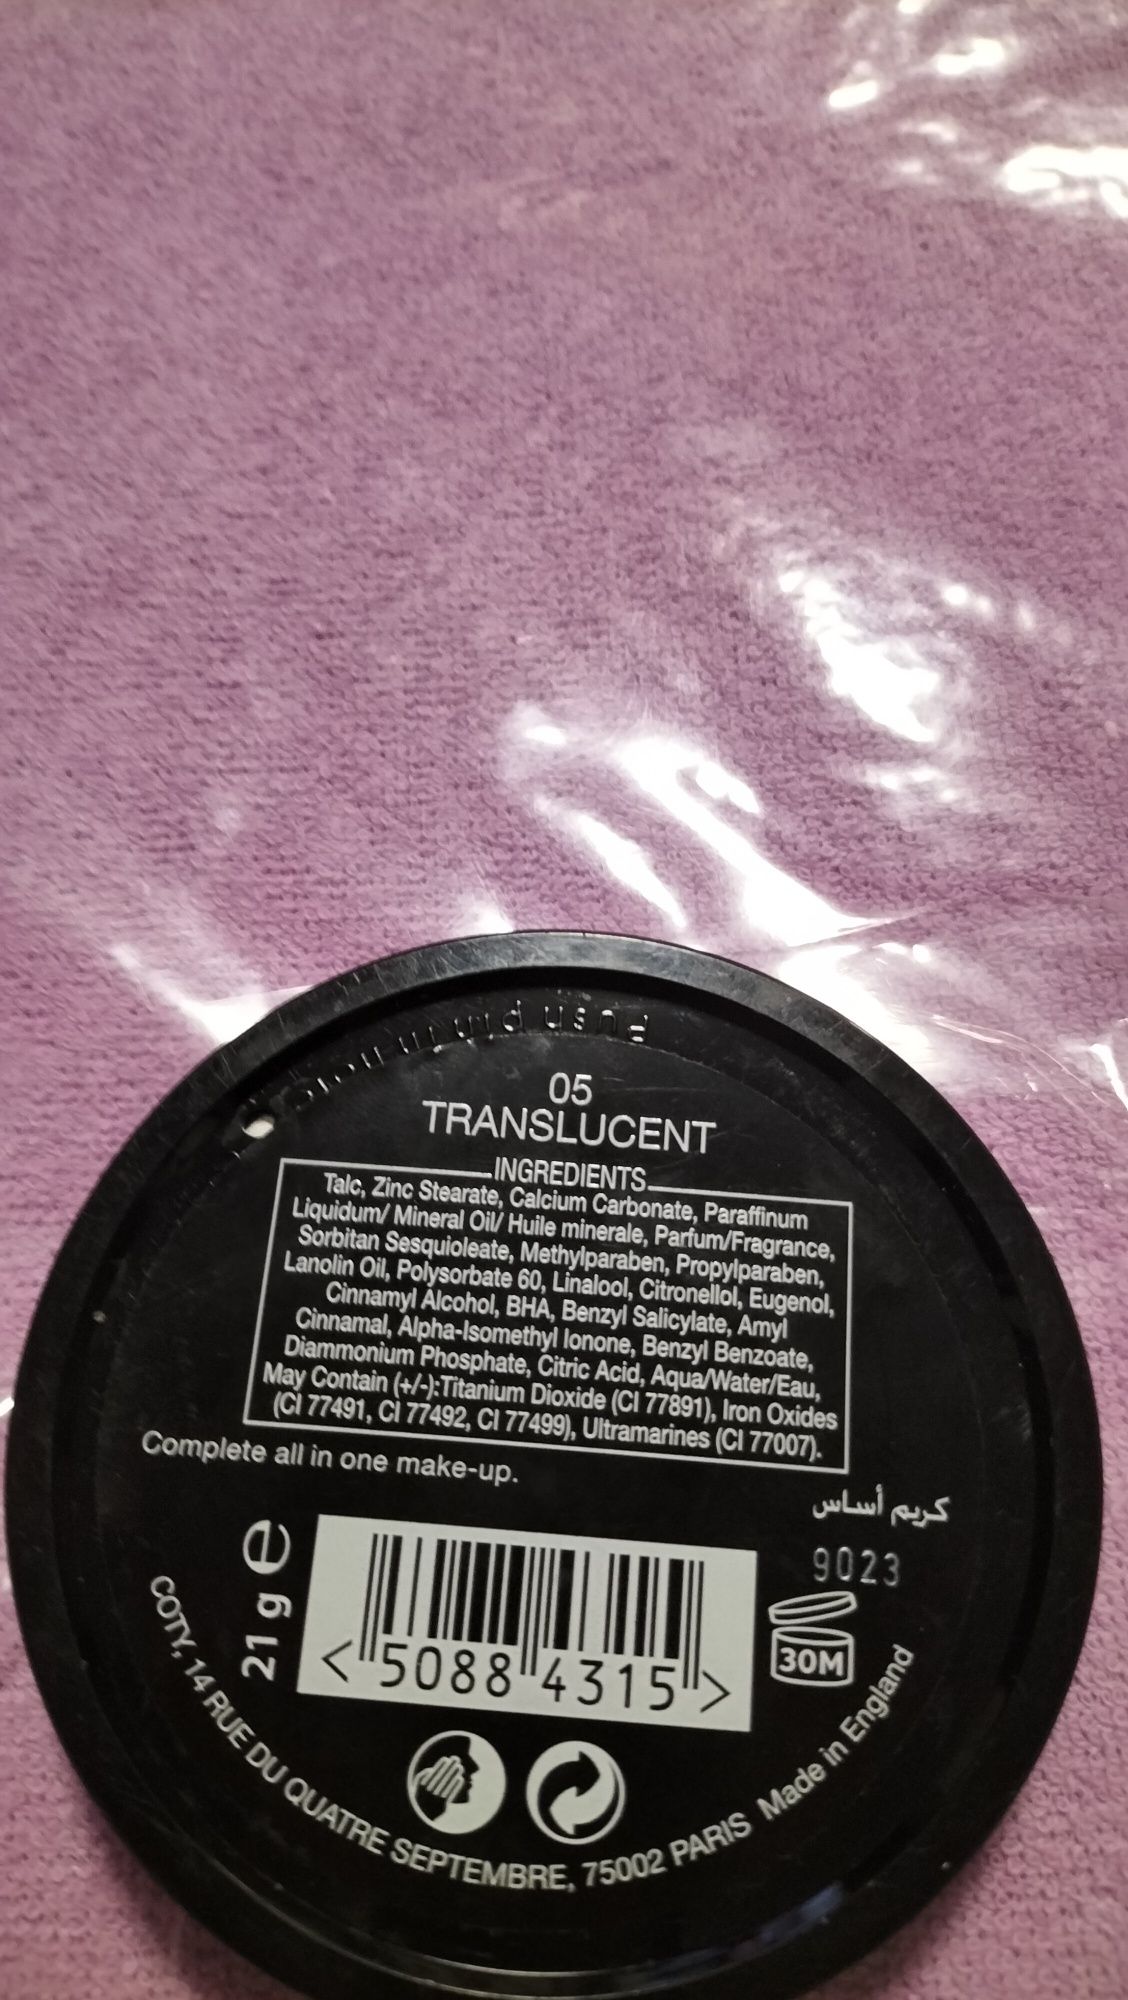 Push pin in hole
05
TRANSLUCENT
INGREDIENTS
Talc, Zinc Stearate, Calcium Carbonate, Paraffinum
Liquidum/ Mineral Oil/ Huile minerale, Parfum/Fragrance,
Sorbitan Sesquioleate, Methylparaben, Propylparaben,
Lanolin Oil, Polysorbate 60, Linalool, Citronellol, Eugenol,
Cinnamyl Alcohol, BHA, Benzyl Salicylate, Amyl
Cinnamal, Alpha-Isomethyl Ionone, Benzyl Benzoate,
Diammonium Phosphate, Citric Acid, Aqua/Water/Eau,
May Contain (+/-):Titanium Dioxide (CI 77891), Iron Oxides
(CI 77491, CI 77492, CI 77499), Ultramarines (CI 77007).
Complete all in one make-up.
كريم أساس
9023
21 g e
< 5088 4315 >
30M
COTY, 14 RUE DU QUATRE SEPTEMBRE, 75002 PARIS Made in England